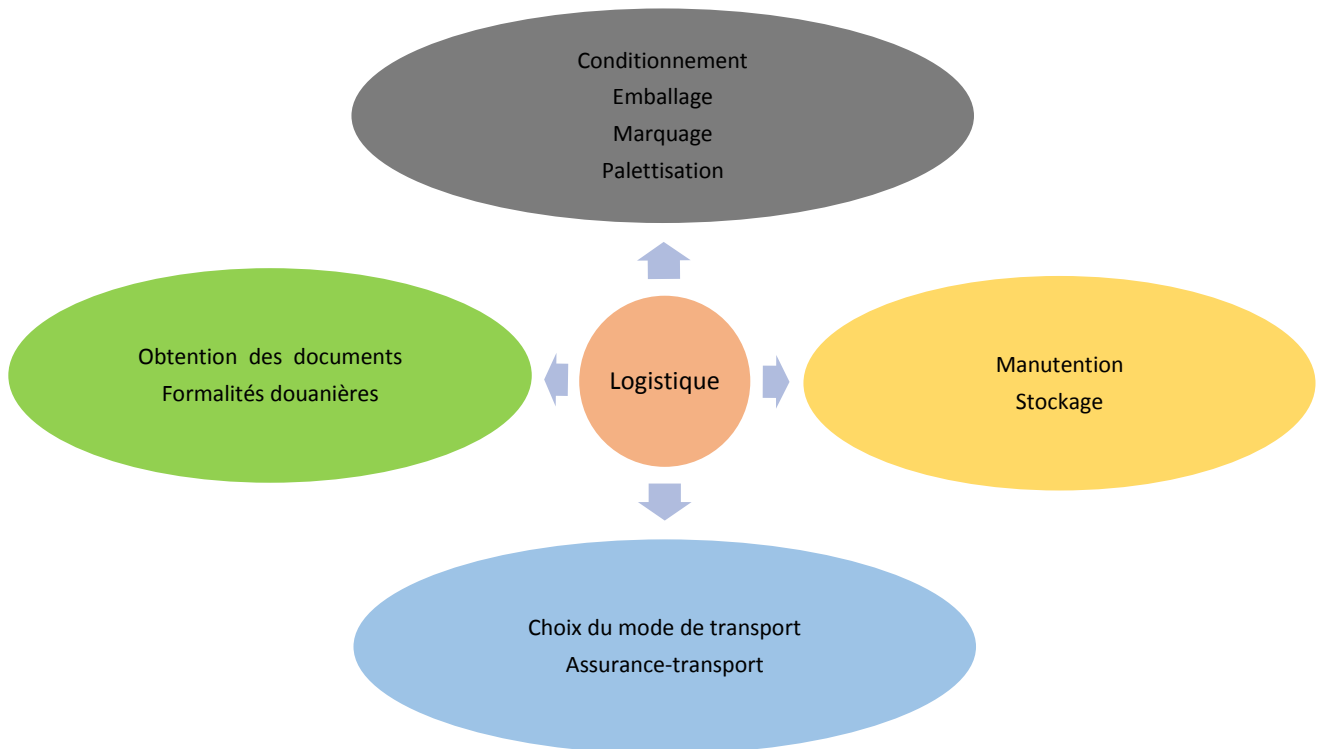 Conditionnement
Emballage
Marquage
Palettisation
Obtention des documents
Formalités douanières
Logistique
Manutention
Stockage
Choix du mode de transport
Assurance-transport